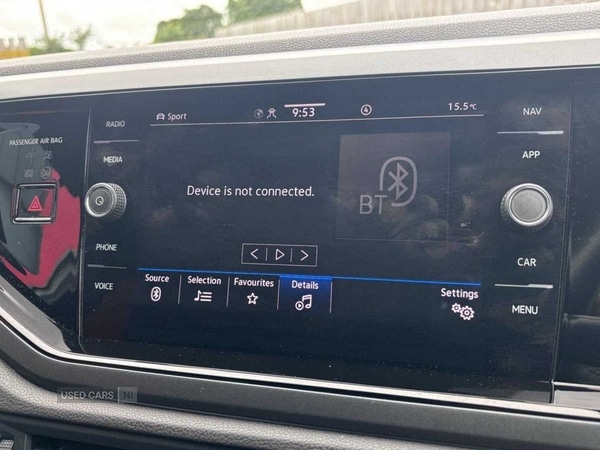 Sport
9:53
4
15.5°C
PASSENGER AIR BAG
RADIO
MEDIA
PHONE
VOICE
Device is not connected.
BT
NAV
APP
CAR
MENU
Source
Selection
Favourites
Details
Settings
USED CARS NI